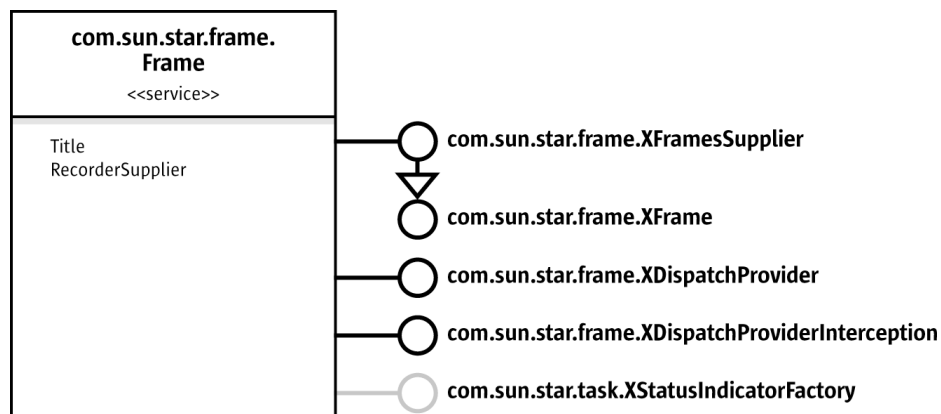 com.sun.star.frame.
Frame
<<service>>
Title
RecorderSupplier
com.sun.star.frame.XFramesSupplier
com.sun.star.frame.XFrame
com.sun.star.frame.XDispatchProvider
com.sun.star.frame.XDispatchProviderInterception
com.sun.star.task.XStatusIndicatorFactory